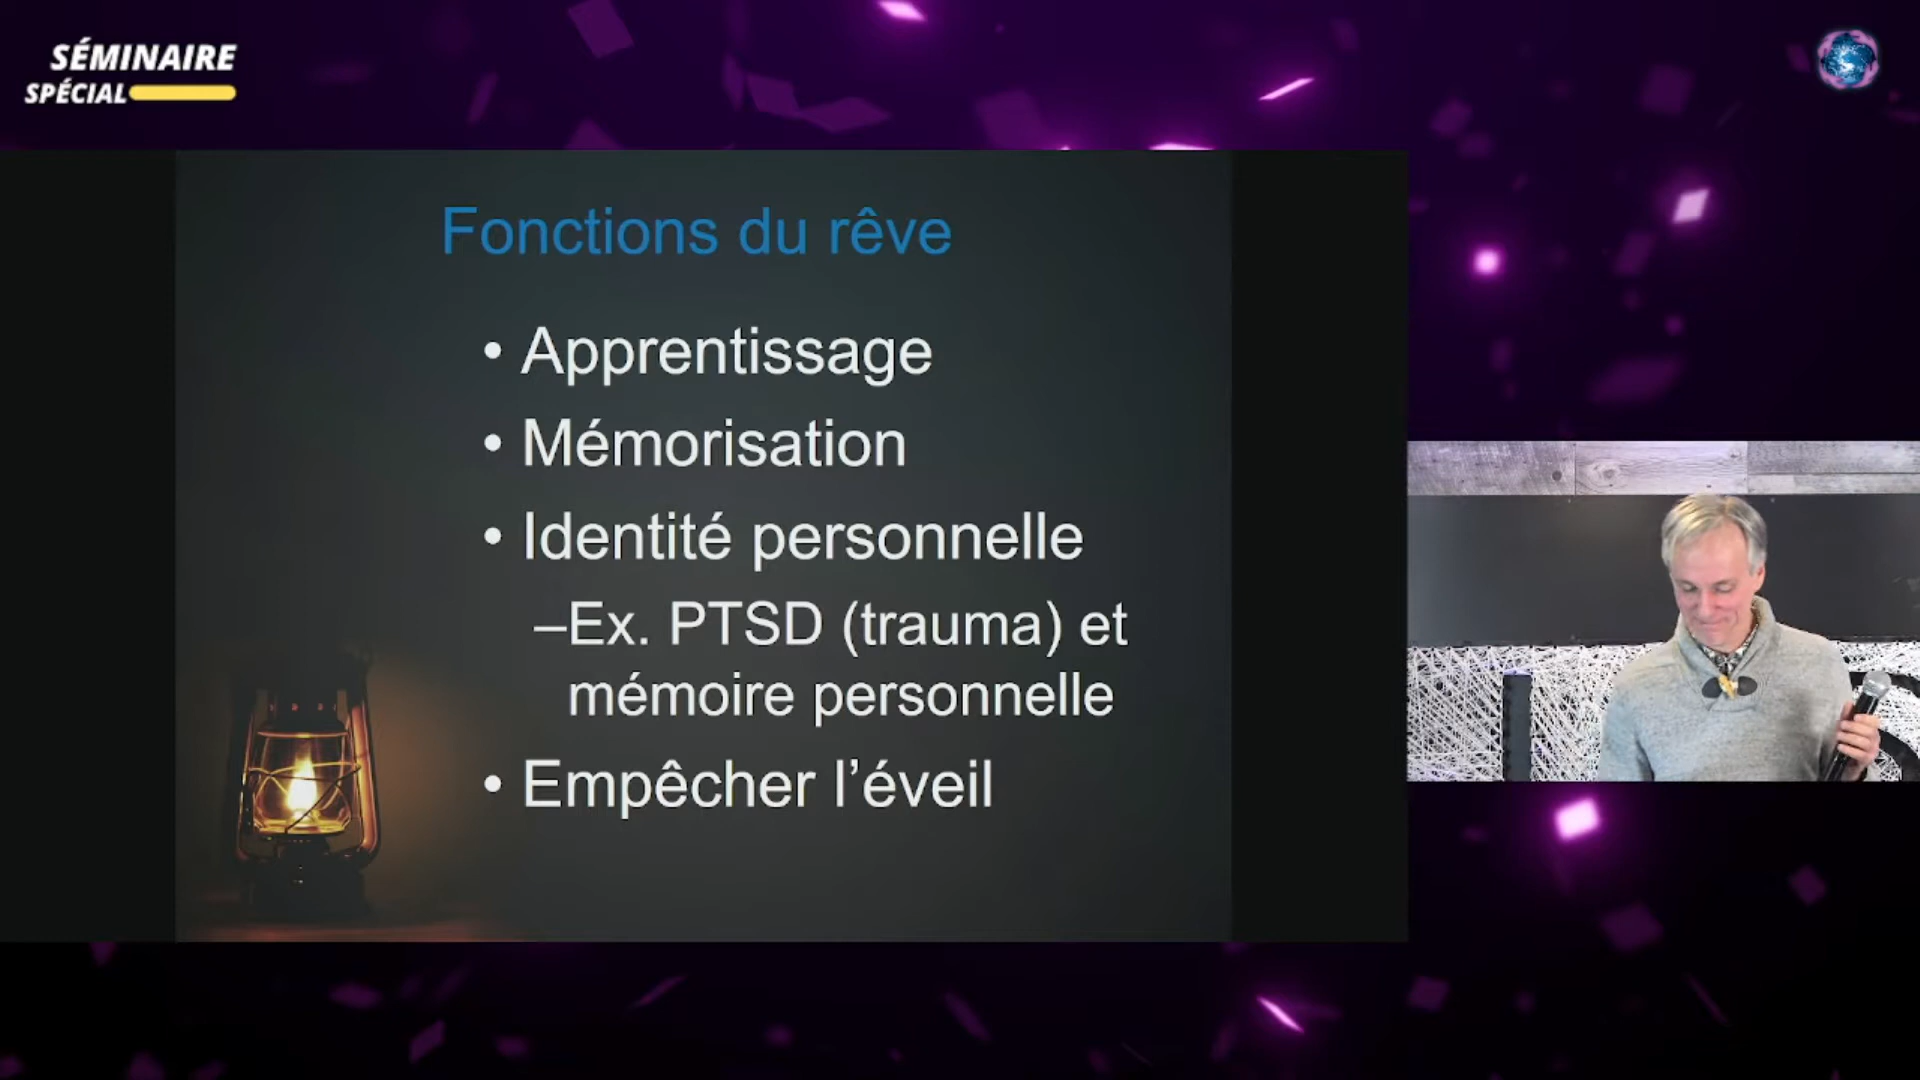 SÉMINAIRE
SPÉCIAL
Fonctions du rêve
• Apprentissage
• Mémorisation
• Identité personnelle
–Ex. PTSD (trauma) et
mémoire personnelle
• Empêcher l’éveil